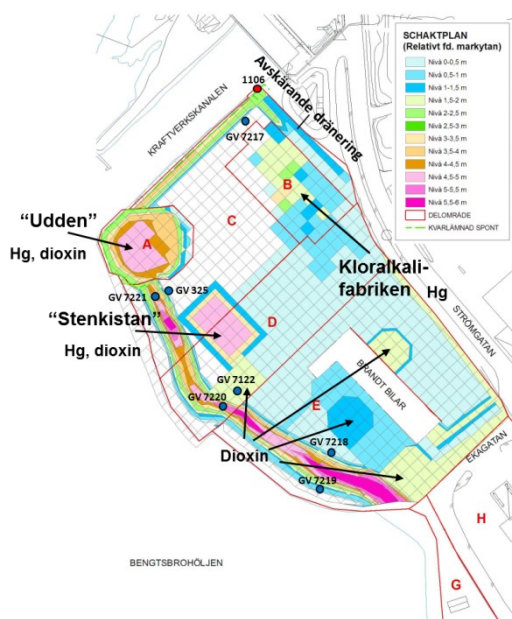 SCHAKTPLAN
(Relativt fd. markytan)
Nivå 0-0,5 m
Nivå 0,5-1 m
Nivå 1-1,5 m
Nivå 1,5-2 m
Nivå 2-2,5 m
Nivå 2,5-3 m
Nivå 3-3,5 m
Nivå 3,5-4 m
Nivå 4-4,5 m
Nivå 4,5-5 m
Nivå 5-5,5 m
Nivå 5,5-6 m
DELOMRÅDE
KVARLÄMNAD SPONT
1106
KRAFTVERKSKANALEN
GV 7217
Avskärande dränering
B
C
"Udden"
Hg, dioxin
A
Kloralkali-
fabriken
Hg
GV 7221
GV 325
"Stenkistan"
Hg, dioxin
D
STRÖMGATAN
BRANDT BILAR
GV 7122
GV 7220
E
Dioxin
GV 7218
GV 7219
EKAGATAN
H
G
BENGTSBROHÖLJEN